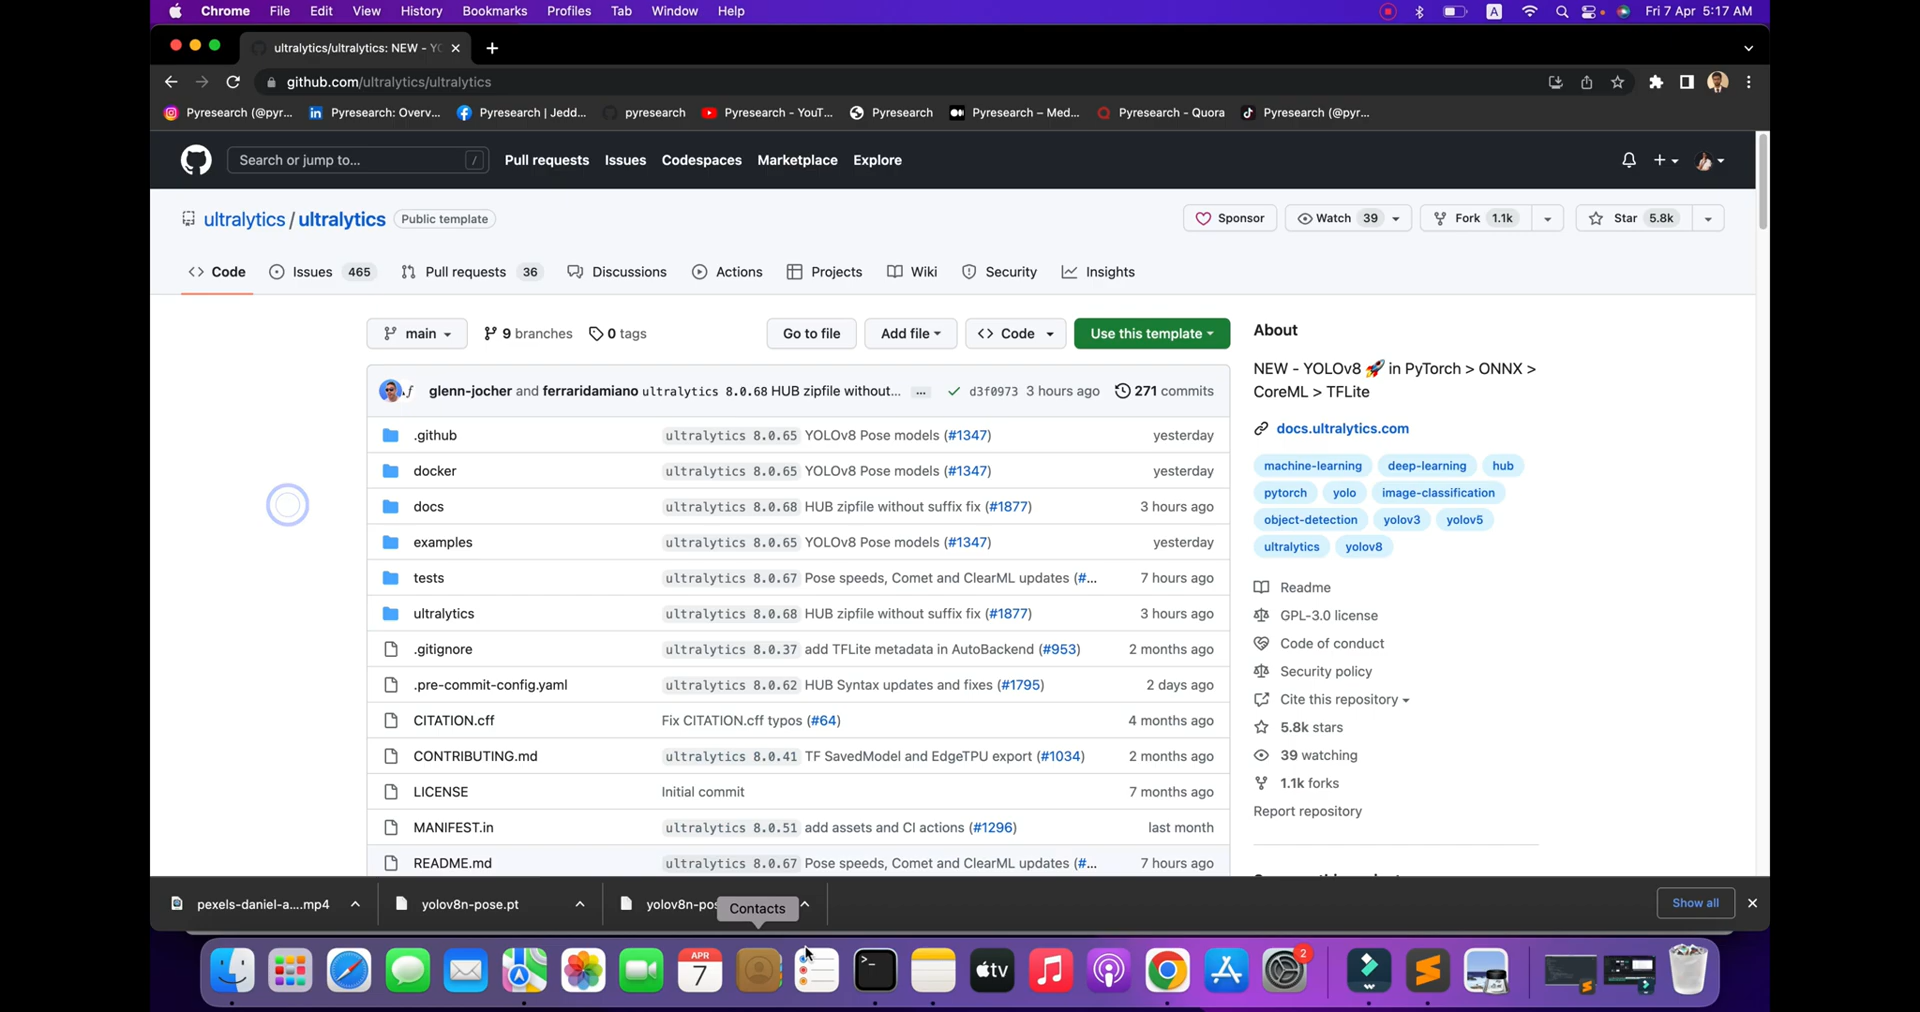 Chrome File Edit View History Bookmarks Profiles Tab Window Help A Fri 7 Apr 5:17 AM
ultralytics/ultralytics: NEW - YO
github.com/ultralytics/ultralytics
Pyresearch (@pyr... Pyresearch: Overv... Pyresearch | Jedd... pyresearch Pyresearch - YouT... Pyresearch Pyresearch – Med... Pyresearch - Quora Pyresearch (@pyr...
Search or jump to... / Pull requests Issues Codespaces Marketplace Explore
ultralytics / ultralytics Public template Sponsor Watch 39 Fork 1.1k Star 5.8k
Code Issues 465 Pull requests 36 Discussions Actions Projects Wiki Security Insights
main 9 branches 0 tags Go to file Add file Code Use this template
glenn-jocher and ferraridamiano ultralytics 8.0.68 HUB zipfile without... ... d3f0973 3 hours ago 271 commits
.github ultralytics 8.0.65 YOLOv8 Pose models (#1347) yesterday
docker ultralytics 8.0.65 YOLOv8 Pose models (#1347) yesterday
docs ultralytics 8.0.68 HUB zipfile without suffix fix (#1877) 3 hours ago
examples ultralytics 8.0.65 YOLOv8 Pose models (#1347) yesterday
tests ultralytics 8.0.67 Pose speeds, Comet and ClearML updates (#... 7 hours ago
ultralytics ultralytics 8.0.68 HUB zipfile without suffix fix (#1877) 3 hours ago
.gitignore ultralytics 8.0.37 add TFLite metadata in AutoBackend (#953) 2 months ago
.pre-commit-config.yaml ultralytics 8.0.62 HUB Syntax updates and fixes (#1795) 2 days ago
CITATION.cff Fix CITATION.cff typos (#64) 4 months ago
CONTRIBUTING.md ultralytics 8.0.41 TF SavedModel and EdgeTPU export (#1034) 2 months ago
LICENSE Initial commit 7 months ago
MANIFEST.in ultralytics 8.0.51 add assets and CI actions (#1296) last month
README.md ultralytics 8.0.67 Pose speeds, Comet and ClearML updates (#... 7 hours ago
About
NEW - YOLOv8 🚀 in PyTorch > ONNX >
CoreML > TFLite
docs.ultralytics.com
machine-learning deep-learning hub
pytorch yolo image-classification
object-detection yolov3 yolov5
ultralytics yolov8
Readme
GPL-3.0 license
Code of conduct
Security policy
Cite this repository
5.8k stars
39 watching
1.1k forks
Report repository
pexels-daniel-a....mp4 yolov8n-pose.pt yolov8n-pos Contacts Show all
APR
7 tv 2